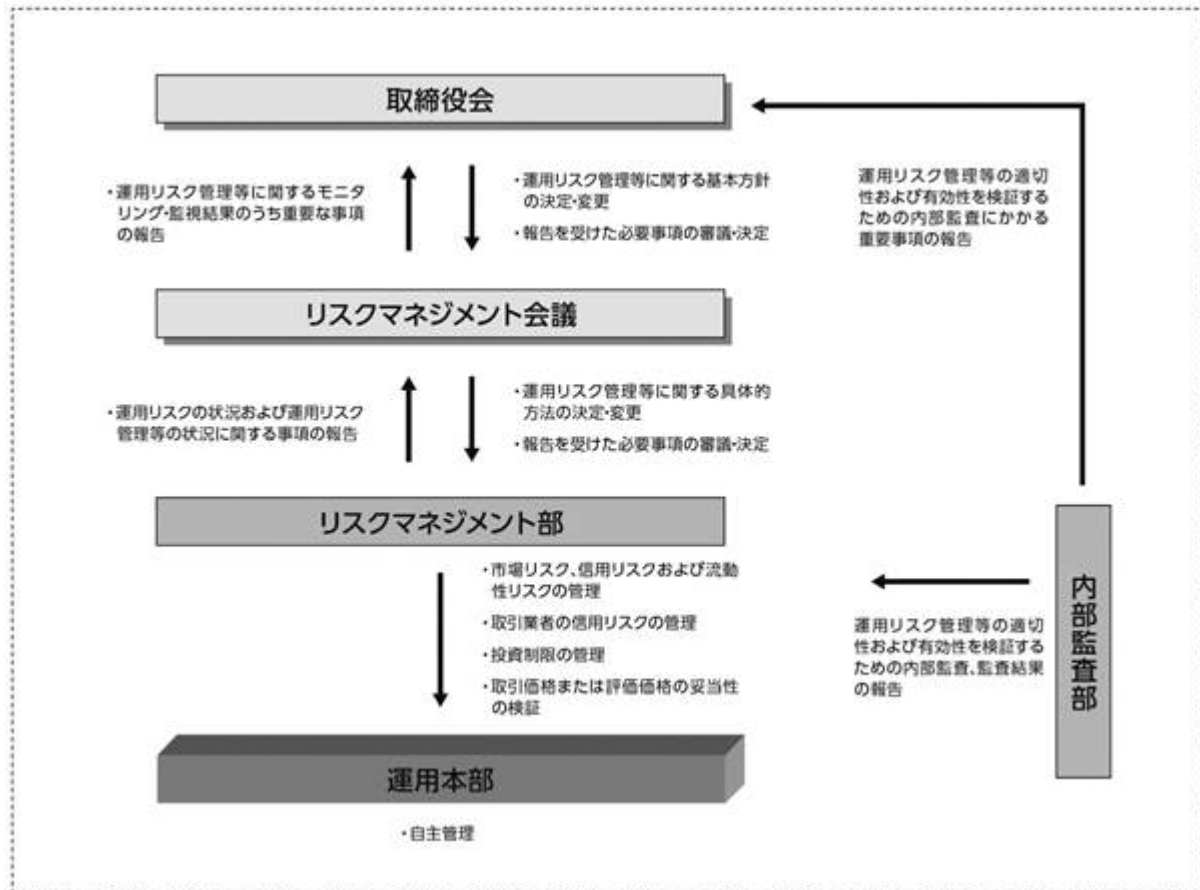 取締役会
・運用リスク管理等に関するモニタ
リング・監視結果のうち重要な事項
の報告
・運用リスク管理等に関する基本方針
の決定・変更
・報告を受けた必要事項の審議・決定
運用リスク管理等の適切
性および有効性を検証する
ための内部監査にかかる
重要事項の報告
リスクマネジメント会議
・運用リスクの状況および運用リスク
管理等の状況に関する事項の報告
・運用リスク管理等に関する具体的
方法の決定・変更
・報告を受けた必要事項の審議・決定
リスクマネジメント部
・市場リスク、信用リスクおよび流動
性リスクの管理
・取引業者の信用リスクの管理
・投資制限の管理
・取引価格または評価価格の妥当性
の検証
運用リスク管理等の適切
性および有効性を検証する
ための内部監査、監査結果
の報告
内部監査部
運用本部
・自主管理